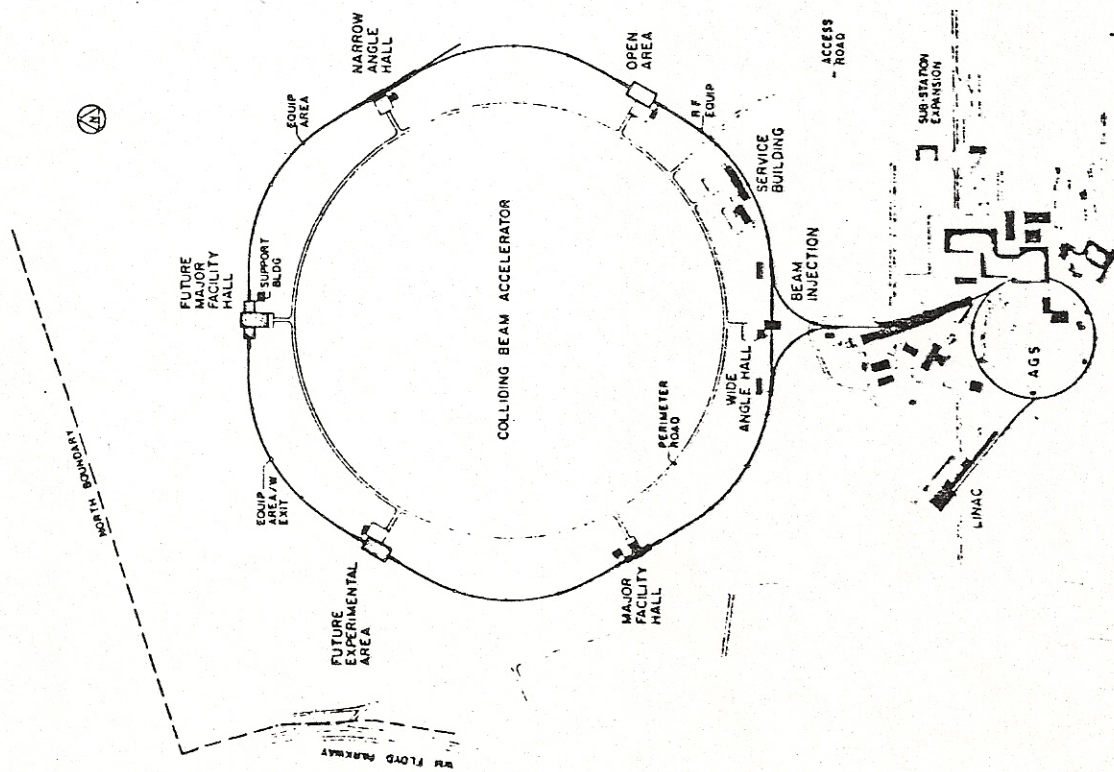 N
NORTH BOUNDARY
WM FLOYD PARKWAY
FUTURE
EXPERIMENTAL
AREA
EQUIP
AREA/W
EXIT
FUTURE
MAJOR
FACILITY
HALL
SUPPORT
BLDG
EQUIP
AREA
NARROW
ANGLE
HALL
COLLIDING BEAM ACCELERATOR
PERIMETER
ROAD
MAJOR
FACILITY
HALL
WIDE
ANGLE HALL
BEAM
INJECTION
SERVICE
BUILDING
R F
EQUIP
OPEN
AREA
ACCESS
ROAD
SUB-STATION
EXPANSION
LINAC
AGS